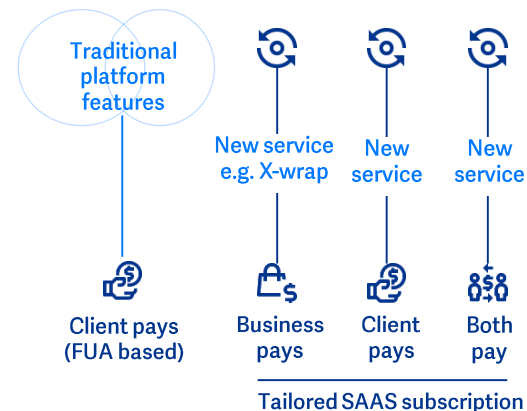 Traditional
platform
features
New service
e.g. X-wrap
New
service
New
service
Client pays
(FUA based)
Business
pays
Client
pays
Both
pay
Tailored SAAS subscription